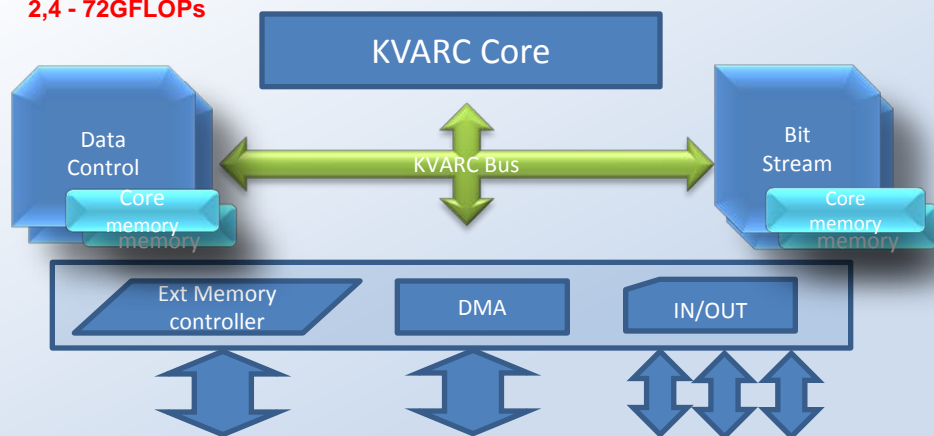 2,4 - 72GFLOPs
KVARC Core
Data
Control
Core
memory
memory
KVARC Bus
Bit
Stream
Core
memory
memory
Ext Memory
controller
DMA
IN/OUT